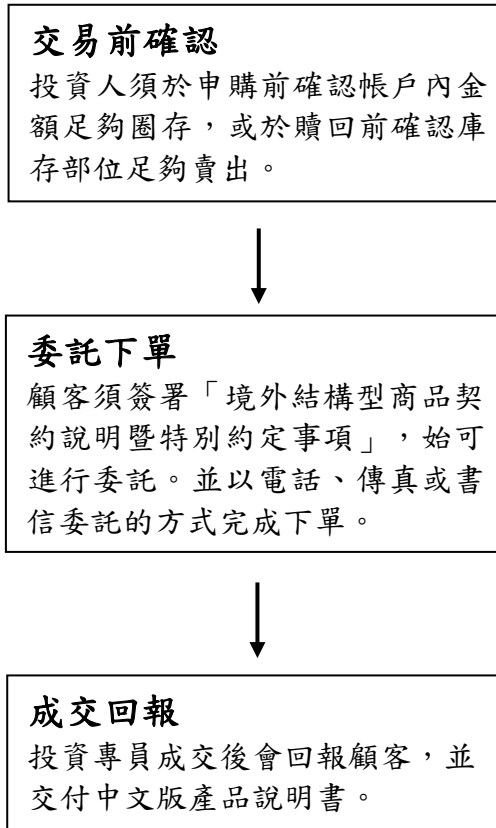 交易前確認
投資人須於申購前確認帳戶內金
額足夠圈存，或於贖回前確認庫
存部位足夠賣出。
委託下單
顧客須簽署「境外結構型商品契
約說明暨特別約定事項」，始可
進行委託。並以電話、傳真或書
信委託的方式完成下單。
成交回報
投資專員成交後會回報顧客，並
交付中文版產品說明書。